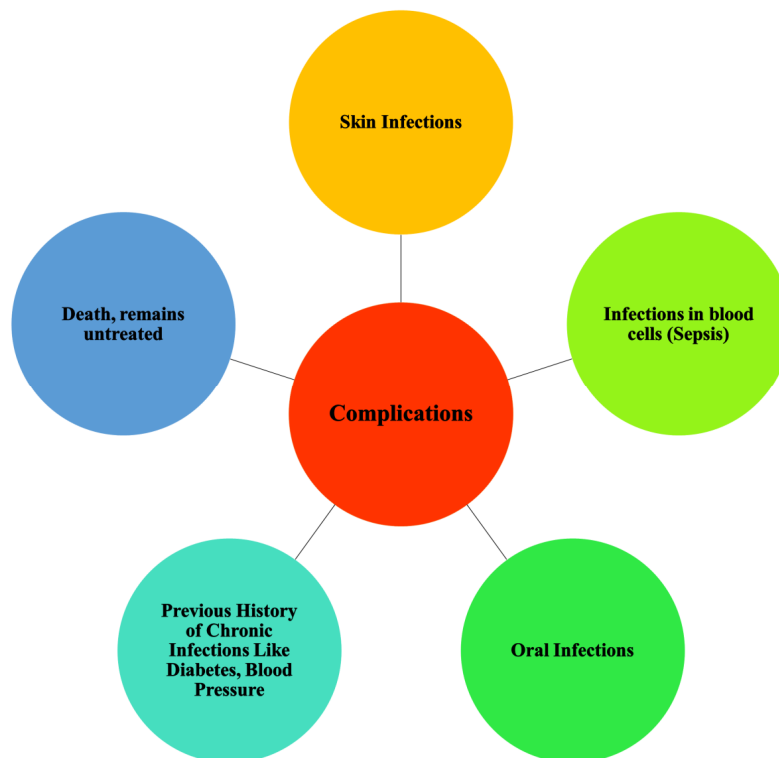 Skin Infections
Death, remains
untreated
Infections in blood
cells (Sepsis)
Complications
Previous History
of Chronic
Infections Like
Diabetes, Blood
Pressure
Oral Infections